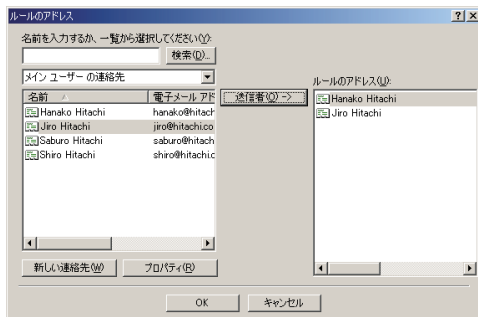 ルールのアドレス
名前を入力するか、一覧から選択してください(Y):
検索(D)...
メイン ユーザー の連絡先
ルールのアドレス(U):
名前 電子メール アド
送信者(O) ->
Hanako Hitachi hanako@hitach
Jiro Hitachi jiro@hitachi.co
Saburo Hitachi saburo@hitach
Shiro Hitachi shiro@hitachi.c
Hanako Hitachi
Jiro Hitachi
新しい連絡先(W)
プロパティ(R)
OK
キャンセル